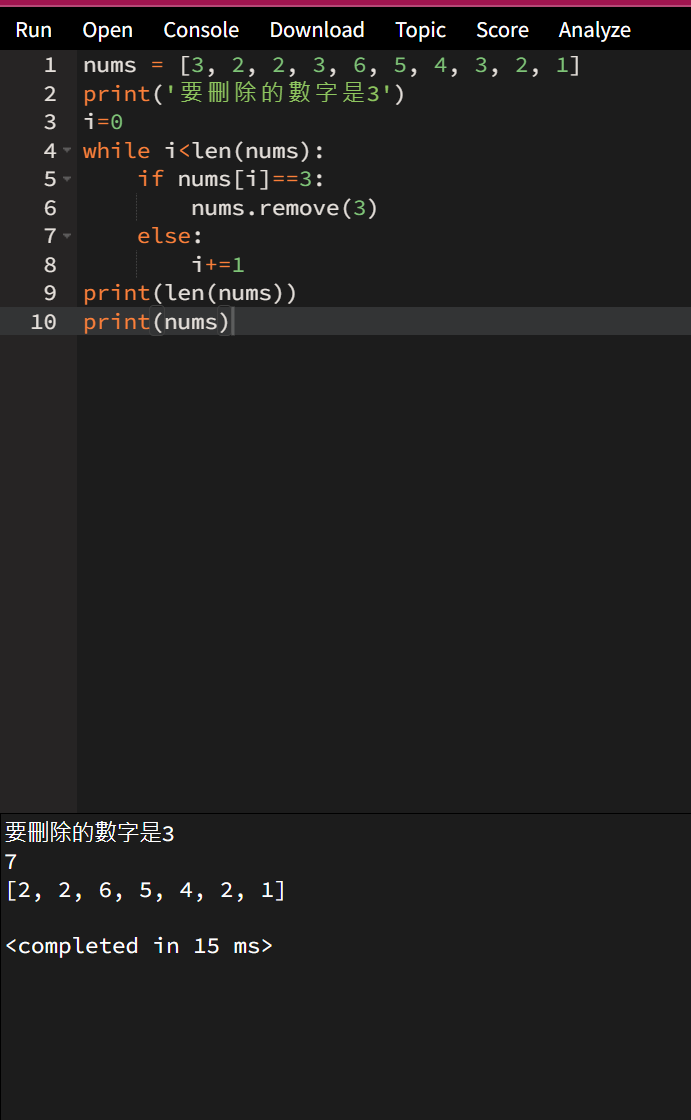 Run Open Console Download Topic Score Analyze
1 nums = [3, 2, 2, 3, 6, 5, 4, 3, 2, 1]
2 print('要刪除的數字是3')
3 i=0
4 while i<len(nums):
5     if nums[i]==3:
6         nums.remove(3)
7     else:
8         i+=1
9 print(len(nums))
10 print(nums)
要刪除的數字是3
7
[2, 2, 6, 5, 4, 2, 1]
<completed in 15 ms>